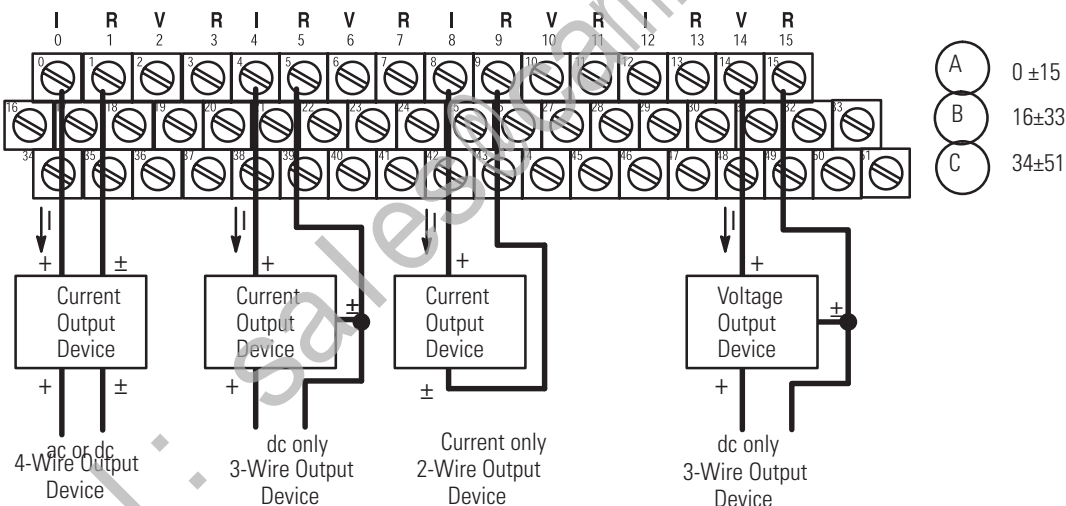 I R V R I R V R I R V R I R V R
0 1 2 3 4 5 6 7 8 9 10 11 12 13 14 15
0 1 2 3 4 5 6 7 8 9 10 11 12 13 14 15
16 18 19 20 21 22 23 24 25 27 28 29 30 31 32 33
34 35 36 37 38 39 40 41 42 43 44 45 46 47 48 49 50 51
A 0 ±15
B 16±33
C 34±51
I I I I
+ ± + + +
Current Output Device
Current Output Device
±
Current Output Device
Voltage Output Device
±
+ ± + ± +
ac or dc
4-Wire Output
Device
dc only
3-Wire Output
Device
Current only
2-Wire Output
Device
dc only
3-Wire Output
Device